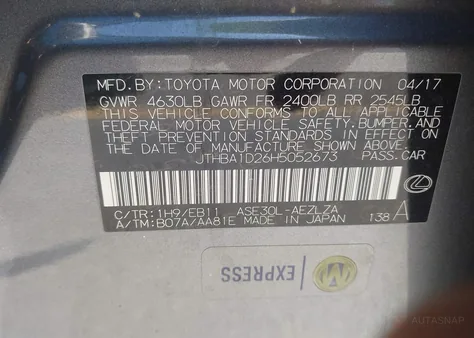 MFD.BY:TOYOTA MOTOR CORPORATION 04/17
GVWR 4630LB GAWR FR 2400LB RR 2545LB
THIS VEHICLE CONFORMS TO ALL APPLICABLE
FEDERAL MOTOR VEHICLE SAFETY,BUMPER,AND
THEFT PREVENTION STANDARDS IN EFFECT ON
THE DATE OF MANUFACTURE SHOWN ABOVE.
JTHBA1D26H5052673 PASS.CAR
C/TR:1H9/EB11 ASE30L-AEZLZA
A/TM:B07A/AA81E MADE IN JAPAN 138 A
EXPRESS
AUTASNAP